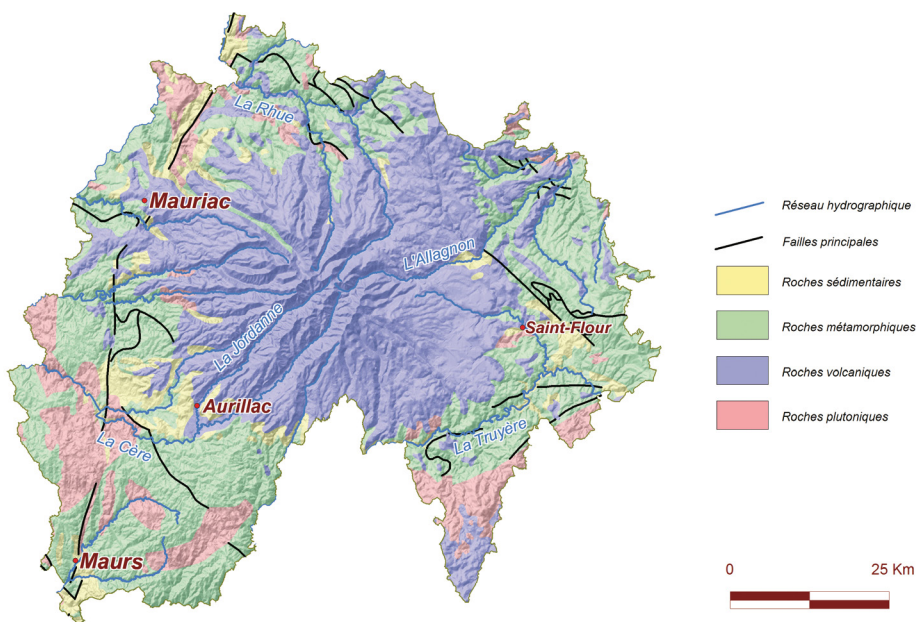 La Rhue
Mauriac
L'Allagnon
La Jordanne
Saint-Flour
Aurillac
La Cère
La Truyère
Maurs
Réseau hydrographique
Failles principales
Roches sédimentaires
Roches métamorphiques
Roches volcaniques
Roches plutoniques
0 25 Km